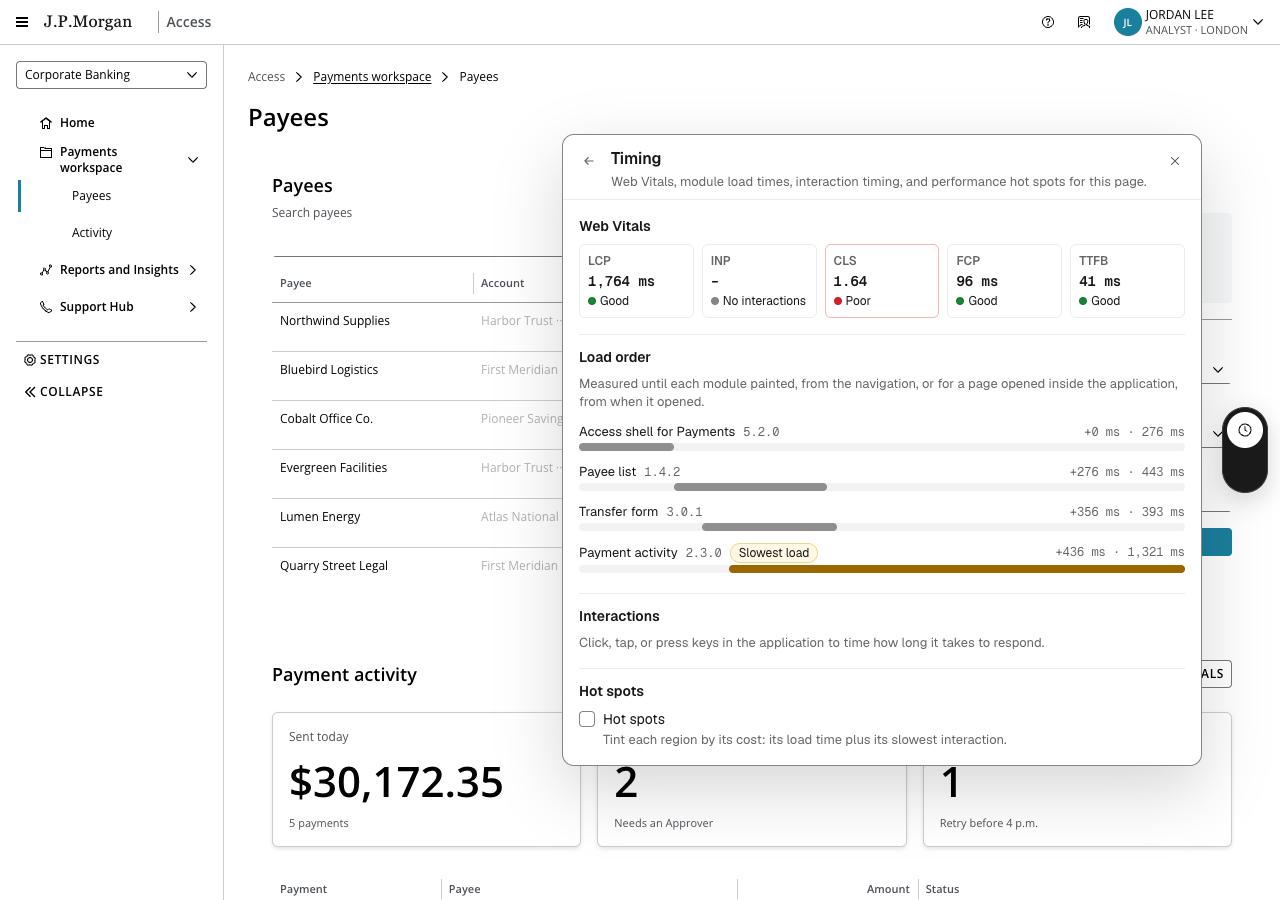 J.P.Morgan
Access
JL
JORDAN LEE
ANALYST · LONDON
Corporate Banking
Home
Payments workspace
Payees
Activity
Reports and Insights
Support Hub
SETTINGS
COLLAPSE
Access
Payments workspace
Payees
Payees
Payees
Search payees
Payee
Account
Northwind Supplies
Harbor Trust ··
Bluebird Logistics
First Meridian
Cobalt Office Co.
Pioneer Saving
Evergreen Facilities
Harbor Trust ··
Lumen Energy
Atlas National
Quarry Street Legal
First Meridian
Timing
Web Vitals, module load times, interaction timing, and performance hot spots for this page.
Web Vitals
LCP
1,764 ms
Good
INP
–
No interactions
CLS
1.64
Poor
FCP
96 ms
Good
TTFB
41 ms
Good
Load order
Measured until each module painted, from the navigation, or for a page opened inside the application,
from when it opened.
Access shell for Payments 5.2.0 +0 ms · 276 ms
Payee list 1.4.2 +276 ms · 443 ms
Transfer form 3.0.1 +356 ms · 393 ms
Payment activity 2.3.0 Slowest load +436 ms · 1,321 ms
Interactions
Click, tap, or press keys in the application to time how long it takes to respond.
Hot spots
Hot spots
Tint each region by its cost: its load time plus its slowest interaction.
Payment activity
ALS
Sent today
$30,172.35
5 payments
2
Needs an Approver
1
Retry before 4 p.m.
Payment
Payee
Amount
Status